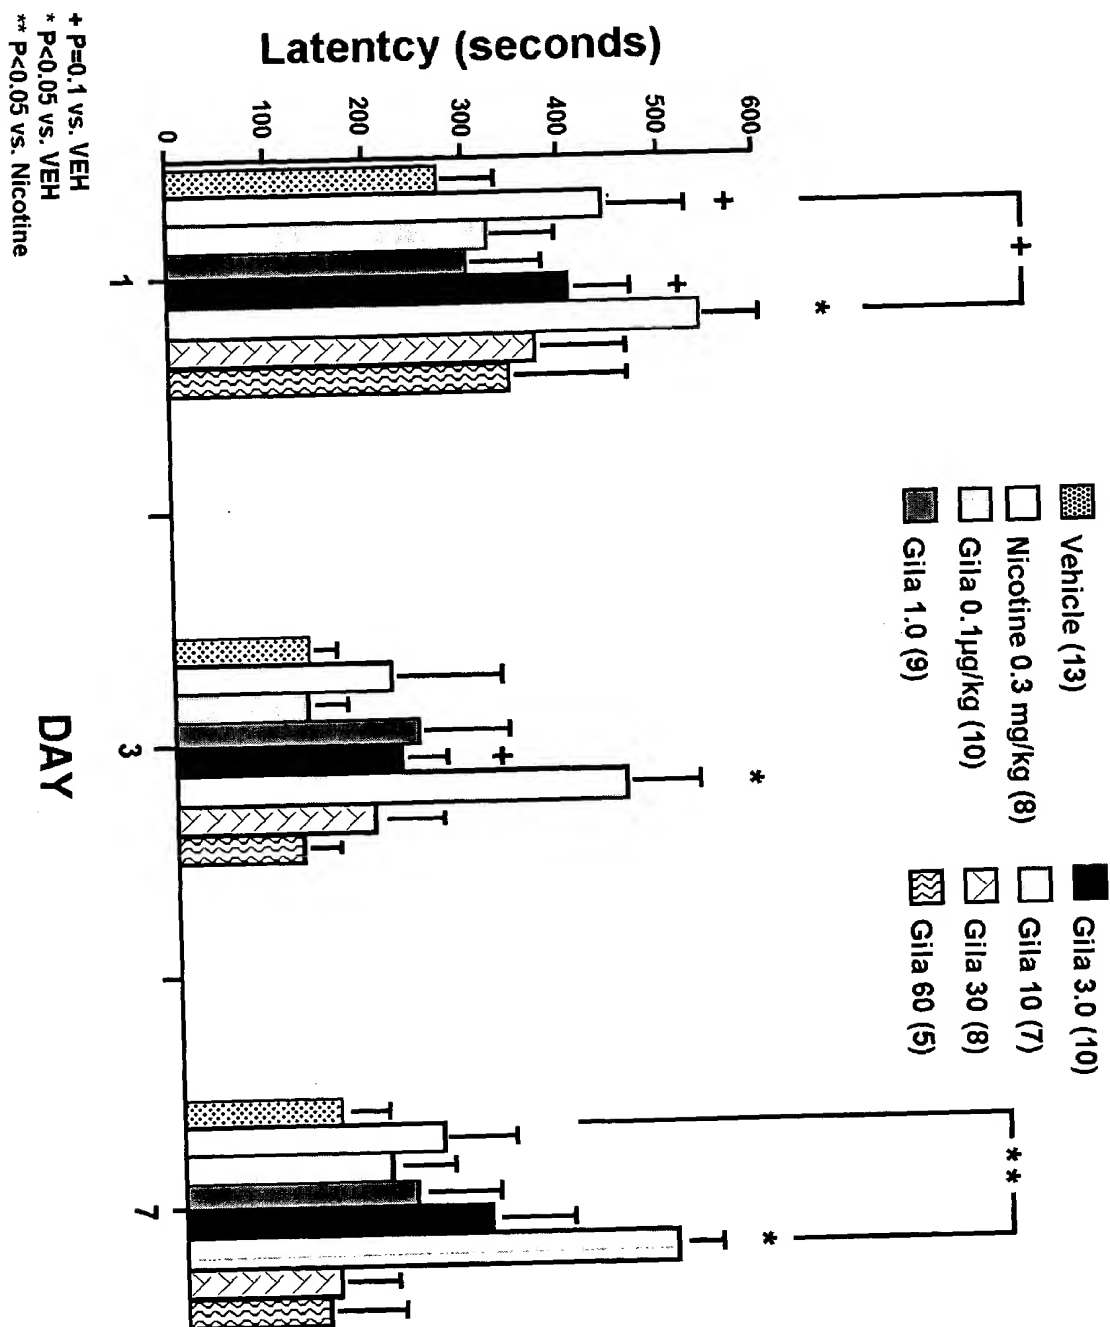 Vehicle (13)
Nicotine 0.3 mg/kg (8)
Gila 0.1µg/kg (10)
Gila 1.0 (9)
Gila 3.0 (10)
Gila 10 (7)
Gila 30 (8)
Gila 60 (5)
Latentcy (seconds)
600
500
400
300
200
100
0
+
*
+
+
+
*
* *
*
1
3
7
DAY
+ P=0.1 vs. VEH
* P<0.05 vs. VEH
** P<0.05 vs. Nicotine